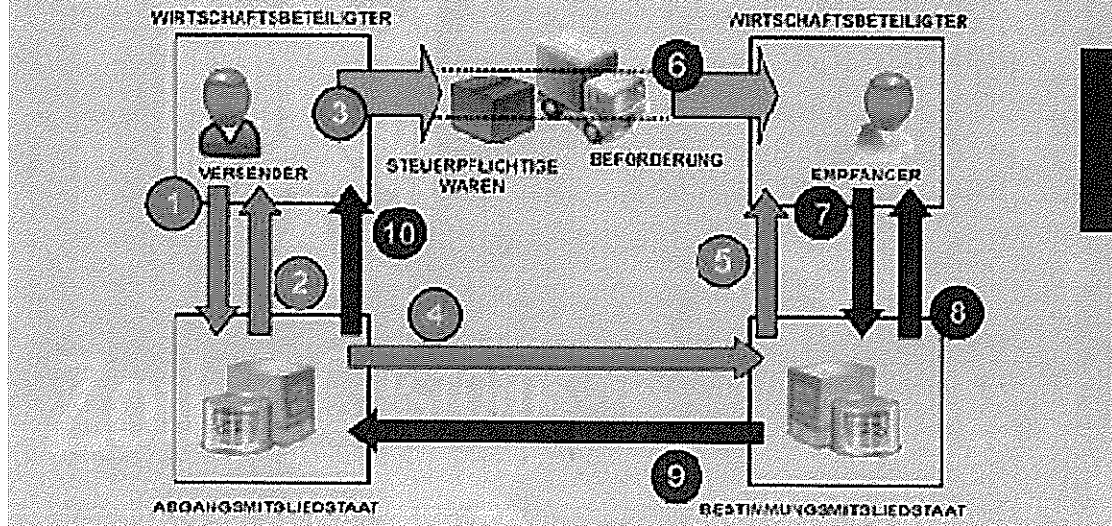 WIRTSCHAFTSBETEILIGTER
WIRTSCHAFTSBETEILIGTER
6
3
STEUERPFLICHTIGE
WAREN
BEFÖRDERUNG
VERSENDER
EMPFÄNGER
1
7
10
5
2
4
8
9
ABGANGSMITGLIEDSTAAT
BESTIMMUNGSMITGLIEDSTAAT